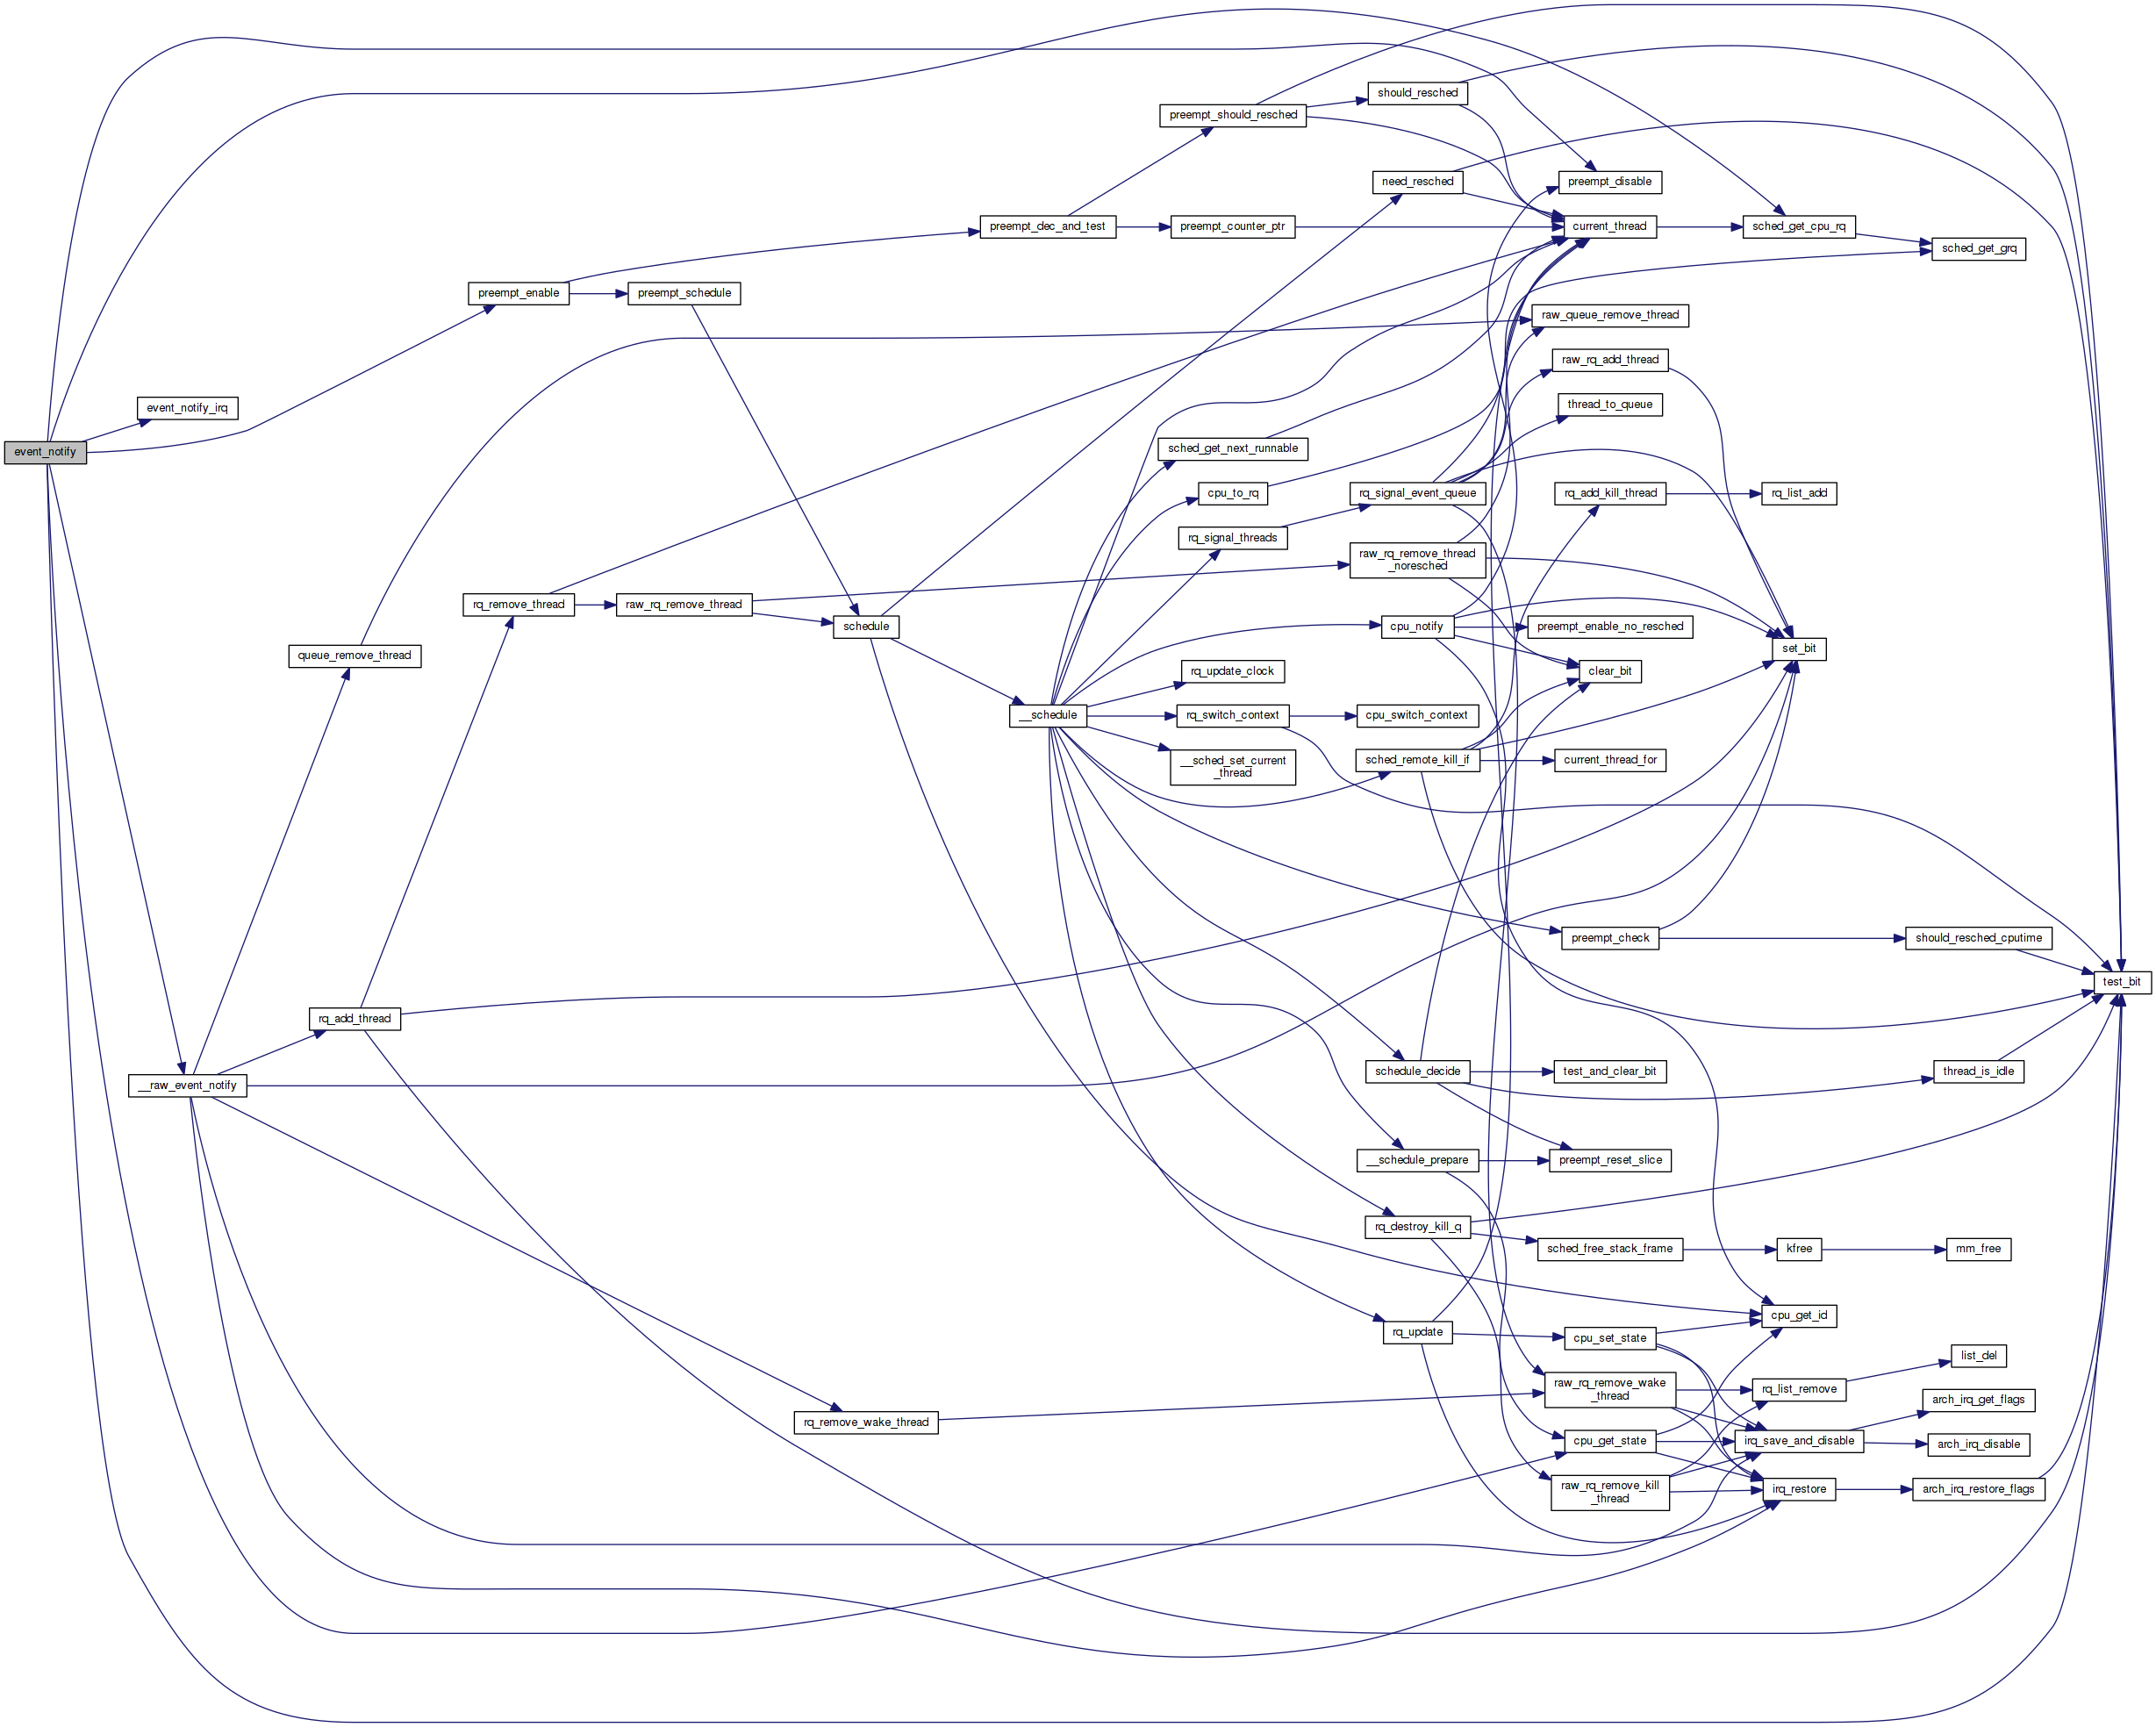 event_notify
event_notify_irq
preempt_enable
preempt_schedule
preempt_dec_and_test
preempt_counter_ptr
preempt_should_resched
should_resched
need_resched
preempt_disable
current_thread
sched_get_cpu_rq
sched_get_grq
raw_queue_remove_thread
raw_rq_add_thread
thread_to_queue
sched_get_next_runnable
cpu_to_rq
rq_signal_event_queue
rq_add_kill_thread
rq_list_add
rq_signal_threads
raw_rq_remove_thread
_noresched
rq_remove_thread
raw_rq_remove_thread
schedule
cpu_notify
preempt_enable_no_resched
set_bit
queue_remove_thread
rq_update_clock
clear_bit
__schedule
rq_switch_context
cpu_switch_context
__sched_set_current
_thread
sched_remote_kill_if
current_thread_for
preempt_check
should_resched_cputime
test_bit
rq_add_thread
__raw_event_notify
schedule_decide
test_and_clear_bit
thread_is_idle
__schedule_prepare
preempt_reset_slice
rq_destroy_kill_q
sched_free_stack_frame
kfree
mm_free
cpu_get_id
rq_update
cpu_set_state
list_del
raw_rq_remove_wake
_thread
rq_list_remove
arch_irq_get_flags
rq_remove_wake_thread
cpu_get_state
irq_save_and_disable
arch_irq_disable
raw_rq_remove_kill
_thread
irq_restore
arch_irq_restore_flags